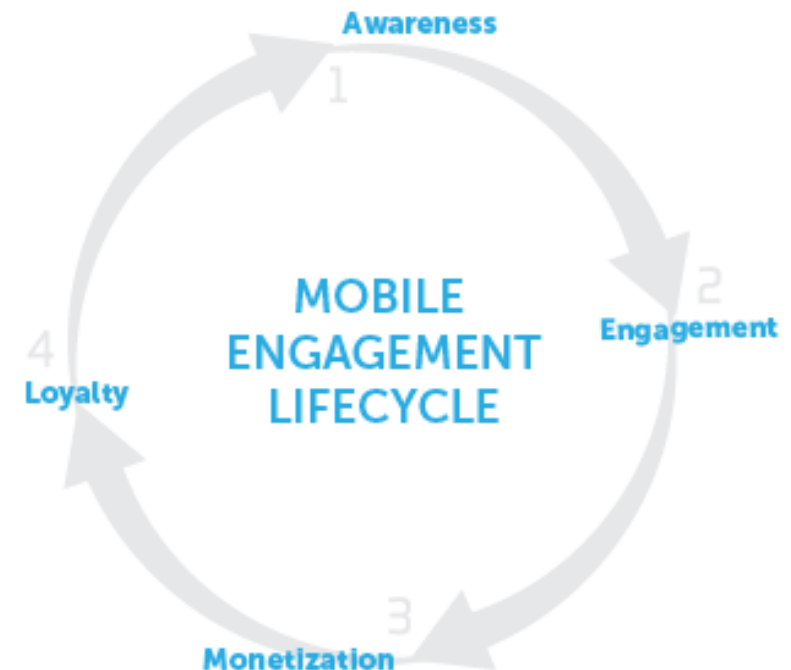 Awareness
1
MOBILE
ENGAGEMENT
LIFECYCLE
2
Engagement
3
Monetization
4
Loyalty